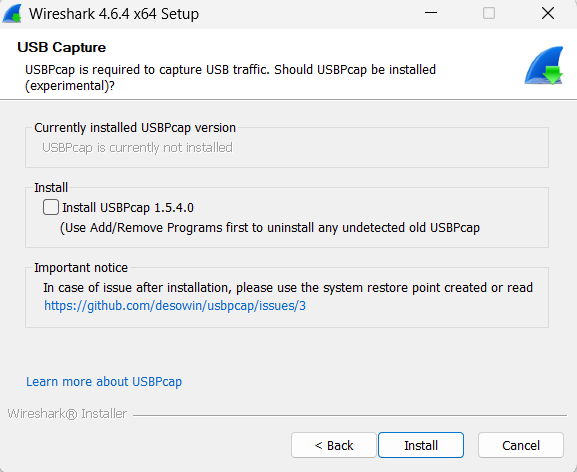 Wireshark 4.6.4 x64 Setup
USB Capture
USBPcap is required to capture USB traffic. Should USBPcap be installed
(experimental)?
Currently installed USBPcap version
USBPcap is currently not installed
Install
Install USBPcap 1.5.4.0
(Use Add/Remove Programs first to uninstall any undetected old USBPcap
Important notice
In case of issue after installation, please use the system restore point created or read
https://github.com/desowin/usbpcap/issues/3
Learn more about USBPcap
Wireshark® Installer
< Back
Install
Cancel